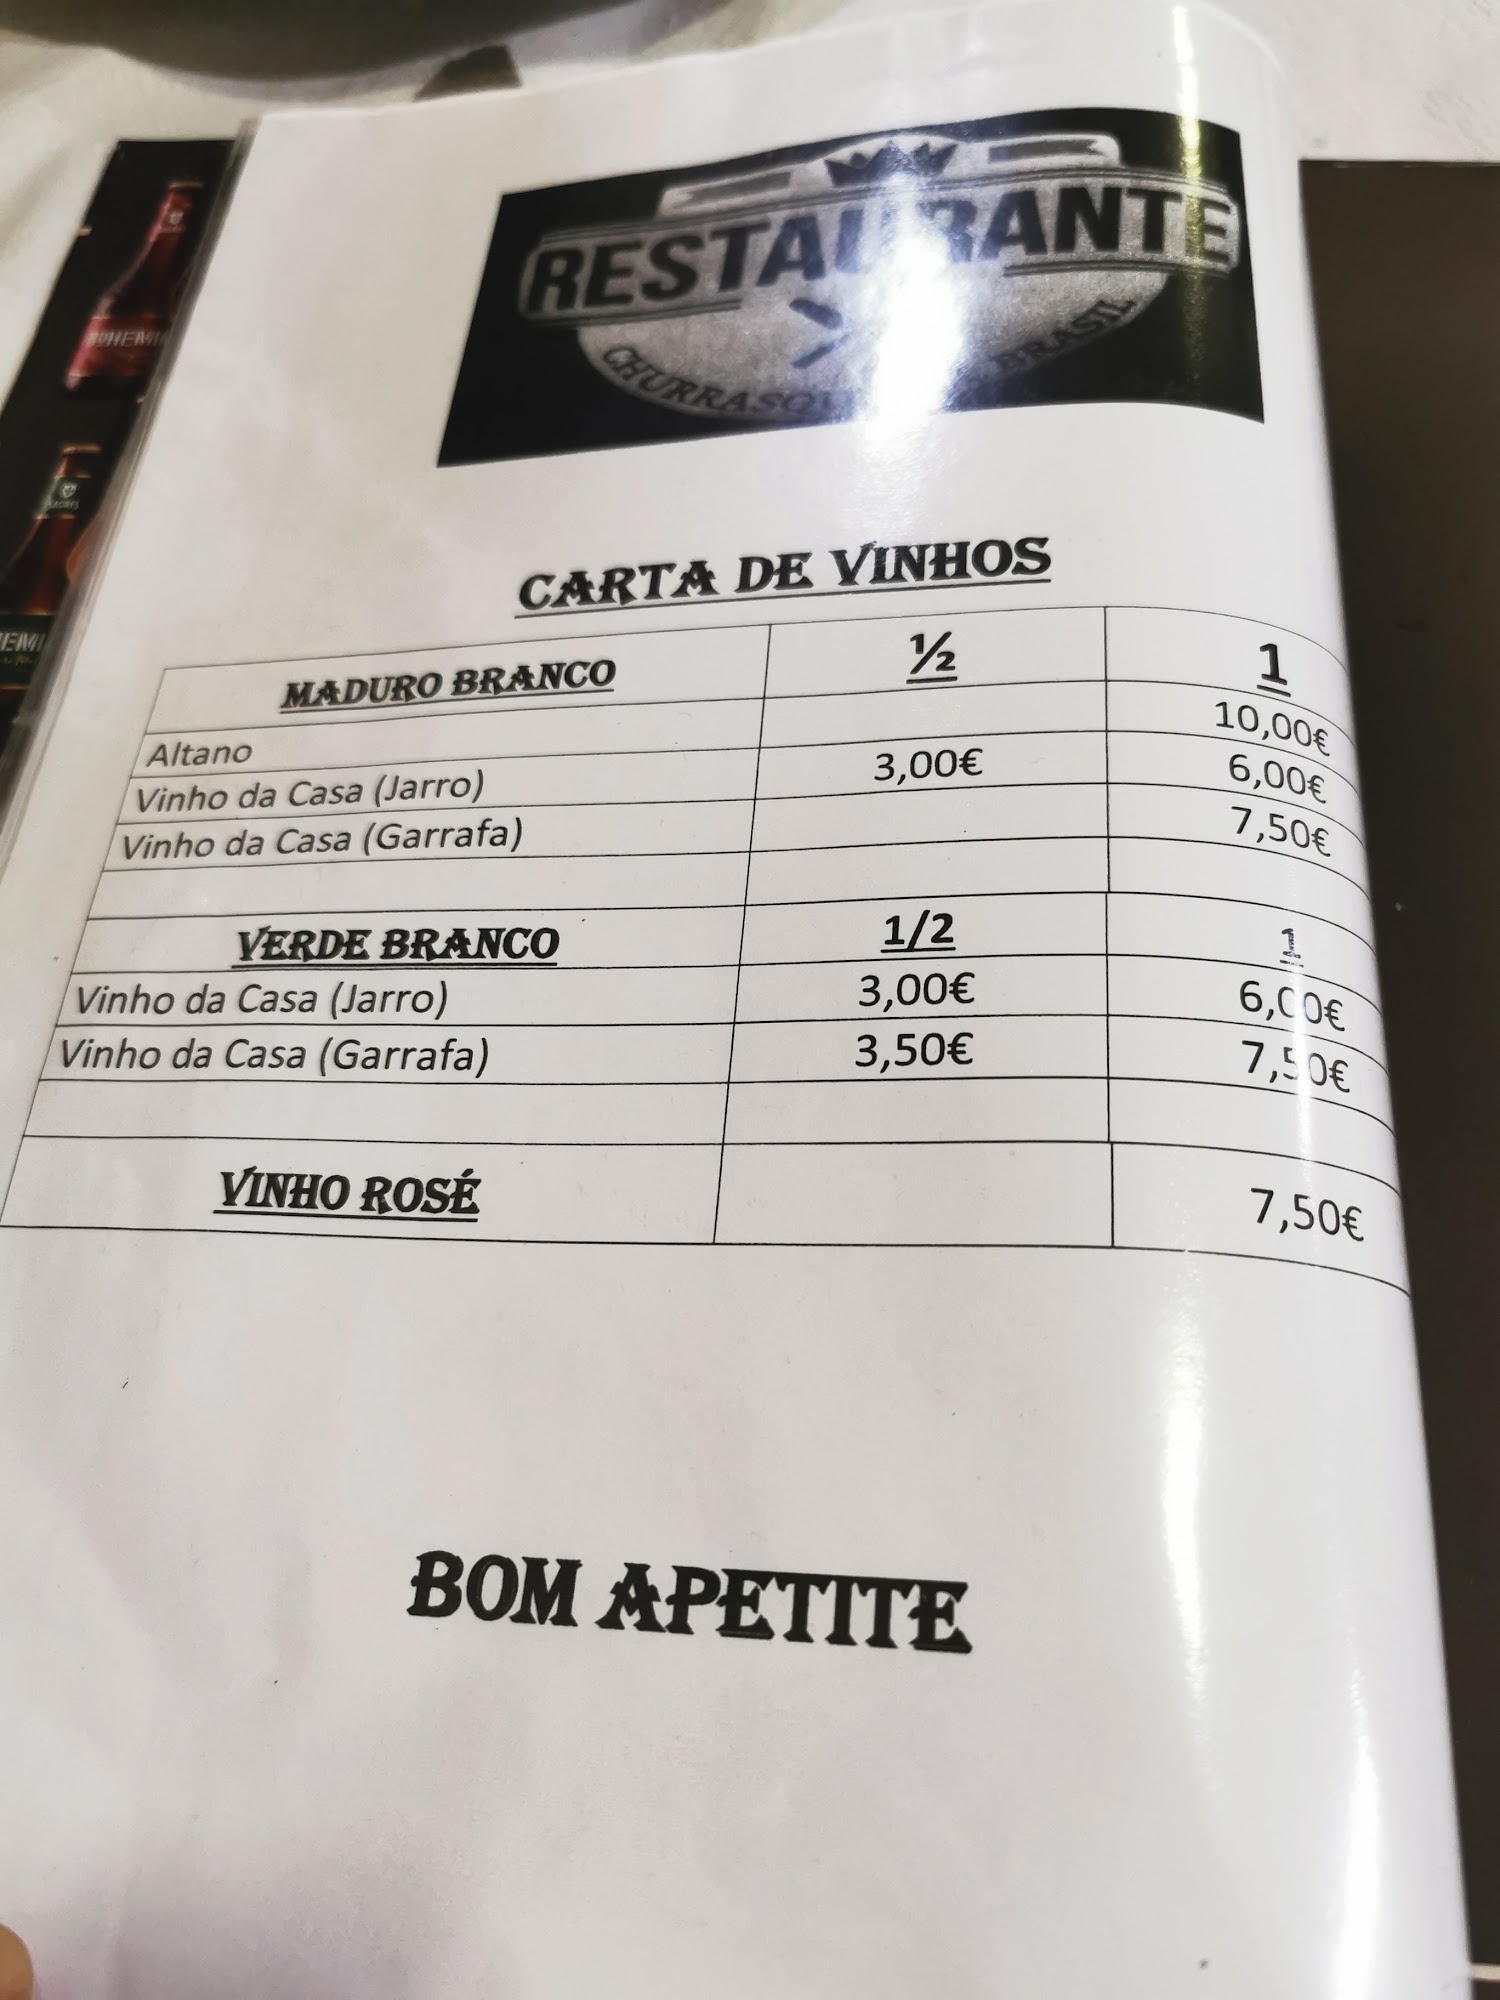 RESTAURANTE
BRASIL
CARTA DE VINHOS
MADURO BRANCO ½ 1
Altano 10,00€
Vinho da Casa (Jarro) 3,00€ 6,00€
Vinho da Casa (Garrafa) 7,50€
VERDE BRANCO 1/2 1
Vinho da Casa (Jarro) 3,00€ 6,00€
Vinho da Casa (Garrafa) 3,50€ 7,50€
VINHO ROSÉ 7,50€
BOM APETITE